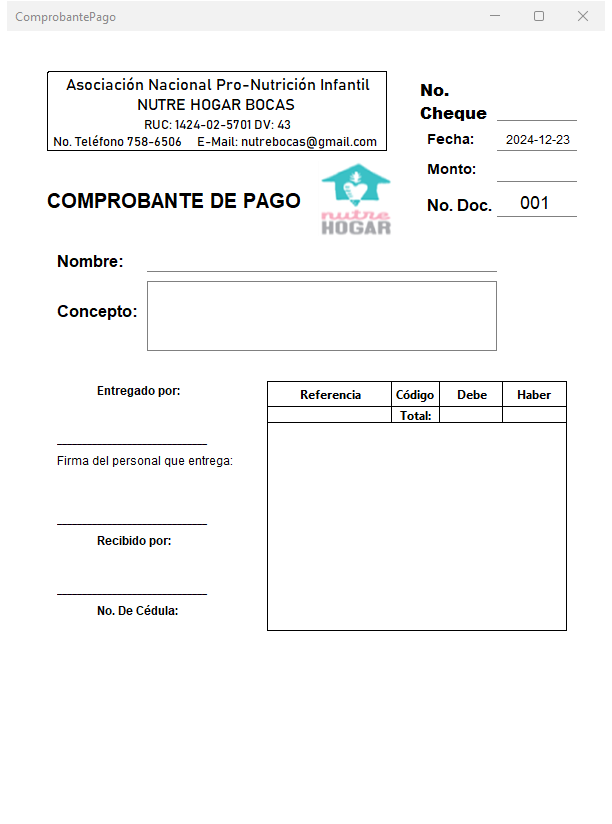 ComprobantePago
Asociación Nacional Pro-Nutrición Infantil
NUTRE HOGAR BOCAS
RUC: 1424-02-5701 DV: 43
No. Teléfono 758-6506 E-Mail: nutrebocas@gmail.com
No.
Cheque
Fecha: 2024-12-23
Monto:
No. Doc. 001
COMPROBANTE DE PAGO
nutre
HOGAR
Nombre:
Concepto:
Entregado por:
Firma del personal que entrega:
Recibido por:
No. De Cédula:
Referencia Código Debe Haber
Total: